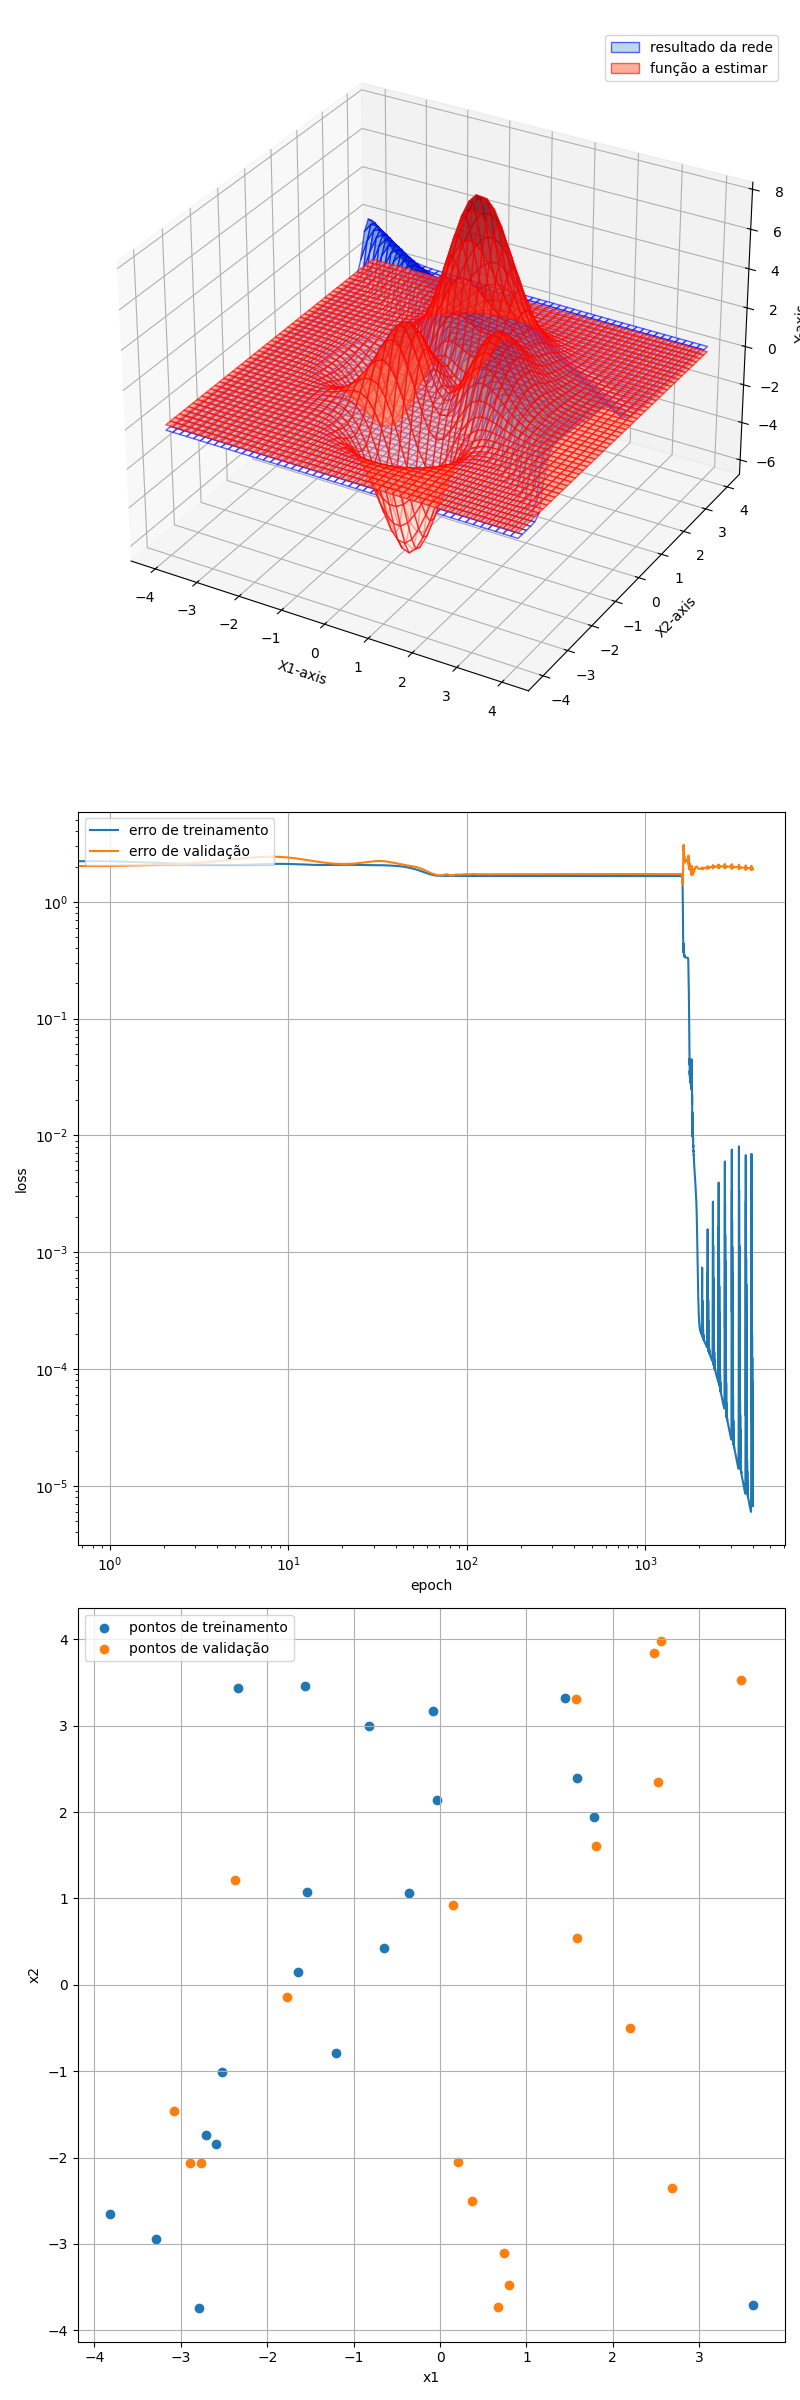 resultado da rede
função a estimar
8
6
4
2
0
−2
−4
−6
4
3
2
1
0
−1
−2
−3
−4
X2-axis
−4
−3
−2
−1
0
1
2
3
4
X1-axis
erro de treinamento
erro de validação
10⁰
10⁻¹
10⁻²
10⁻³
10⁻⁴
10⁻⁵
loss
10⁰ 10¹ 10² 10³
epoch
pontos de treinamento
pontos de validação
4
3
2
1
0
−1
−2
−3
−4
x2
−4 −3 −2 −1 0 1 2 3
x1